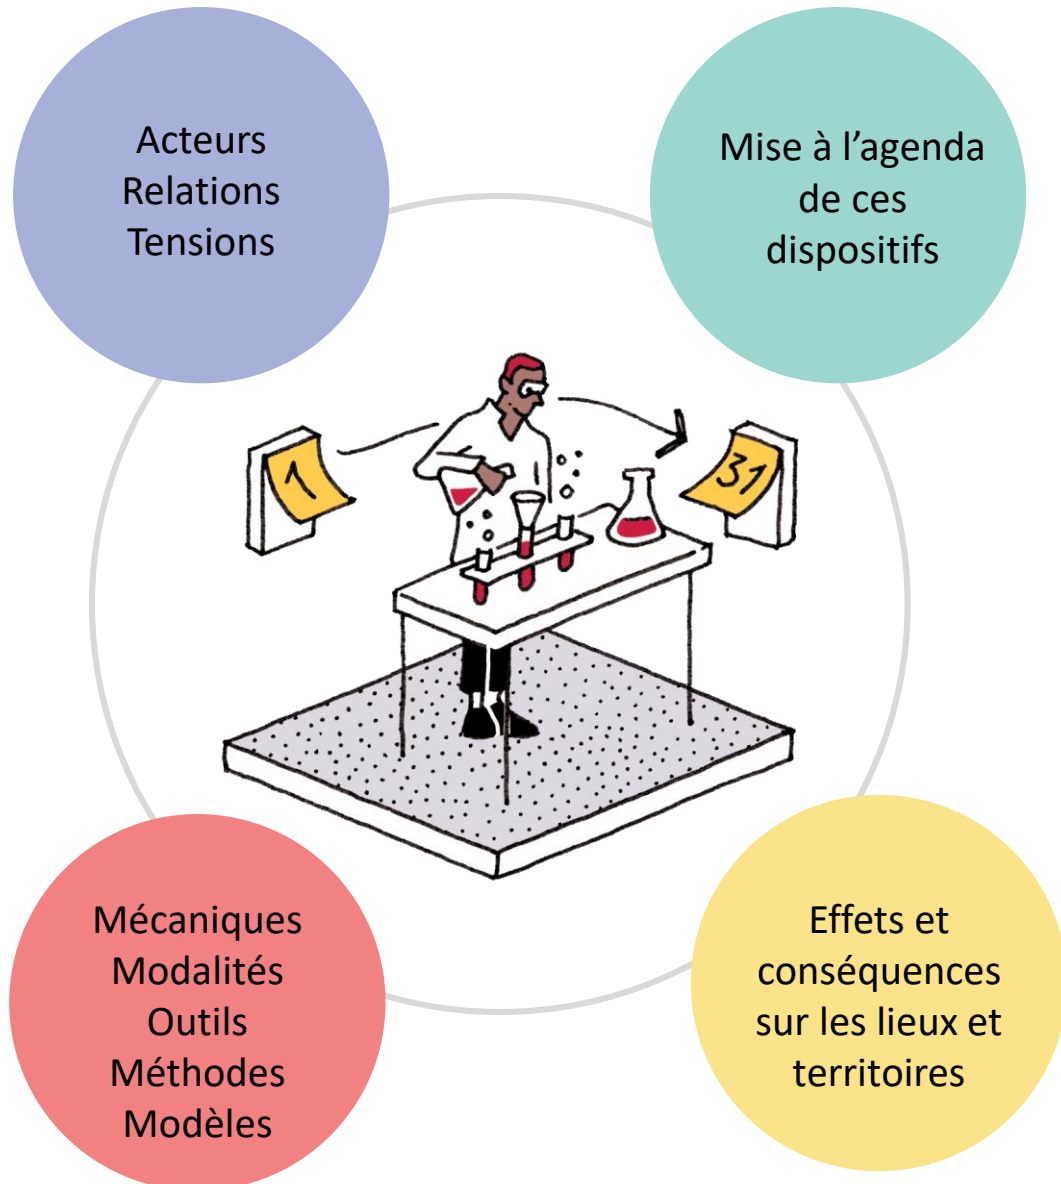 Acteurs
Relations
Tensions
Mise à l’agenda
de ces
dispositifs
1
31
Mécaniques
Modalités
Outils
Méthodes
Modèles
Effets et
conséquences
sur les lieux et
territoires